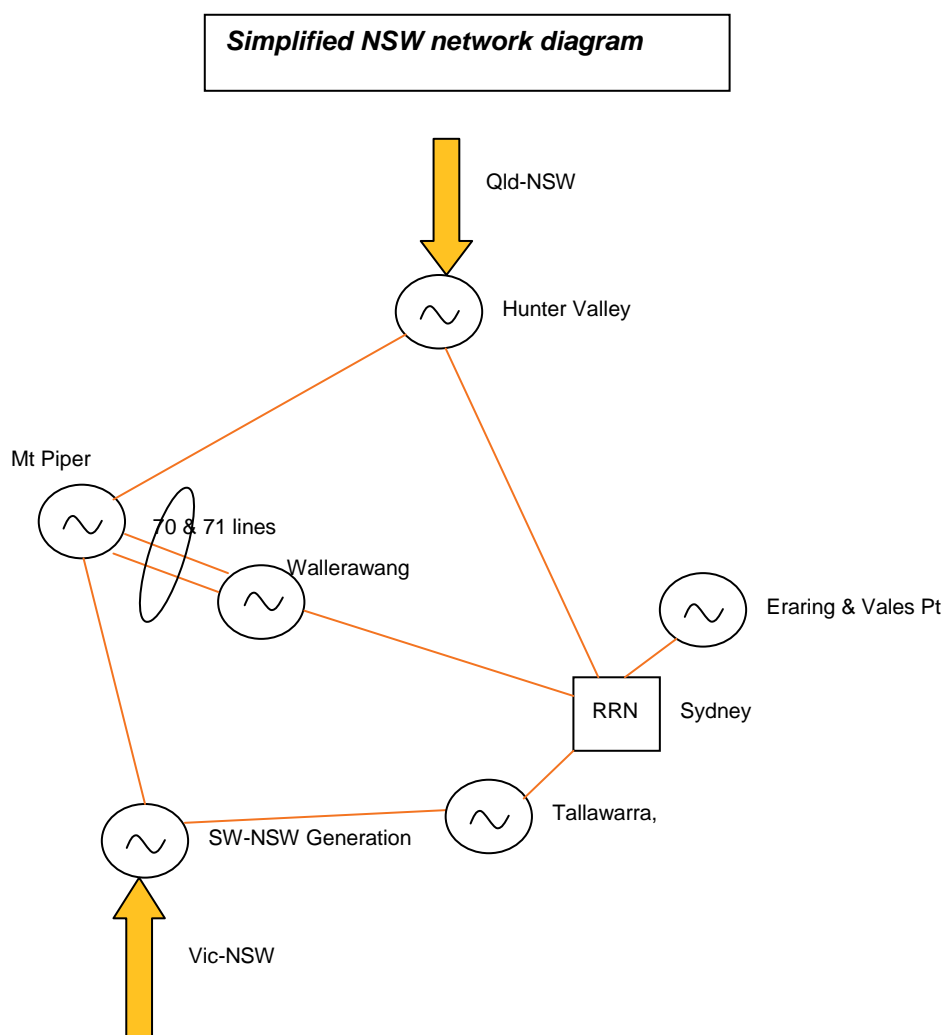 Simplified NSW network diagram
Qld-NSW
Hunter Valley
Mt Piper
70 & 71 lines
Wallerawang
Eraring & Vales Pt
RRN
Sydney
Tallawarra,
SW-NSW Generation
Vic-NSW